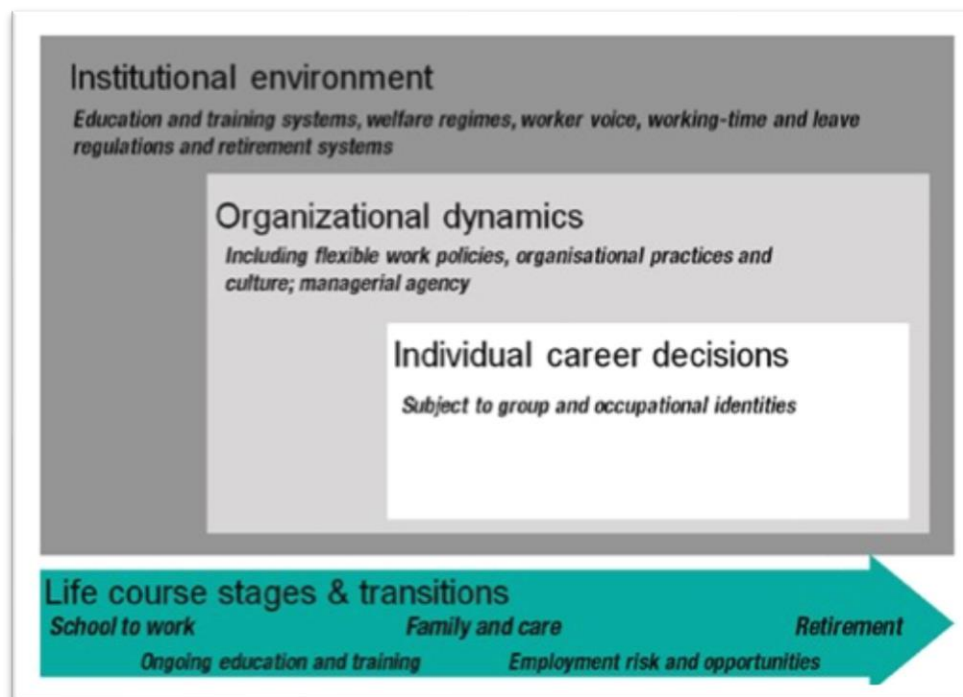 Institutional environment
Education and training systems, welfare regimes, worker voice, working-time and leave
regulations and retirement systems
Organizational dynamics
Including flexible work policies, organisational practices and
culture; managerial agency
Individual career decisions
Subject to group and occupational identities
Life course stages & transitions
School to work Family and care Retirement
Ongoing education and training Employment risk and opportunities